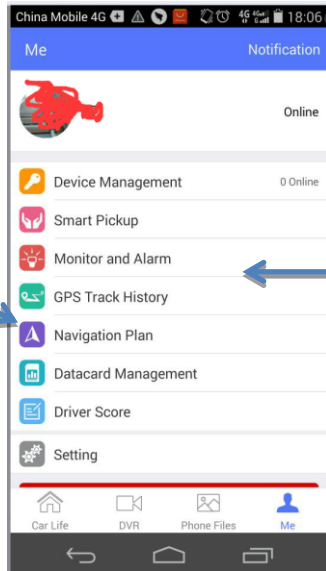 China Mobile 4G 4G 4G 18:06
Me Notification
Online
Device Management 0 Online
Smart Pickup
Monitor and Alarm
GPS Track History
Navigation Plan
Datacard Management
Driver Score
Setting
Car Life DVR Phone Files Me